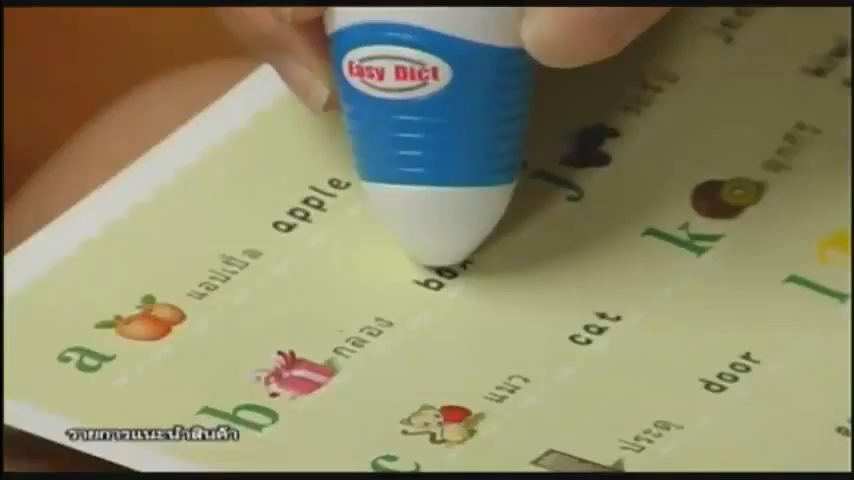 Easy Dict
a แอปเปิ้ล apple
b กล่อง box
c แมว cat
ประตู door
J
k
l
รายการแนะนำสินค้า